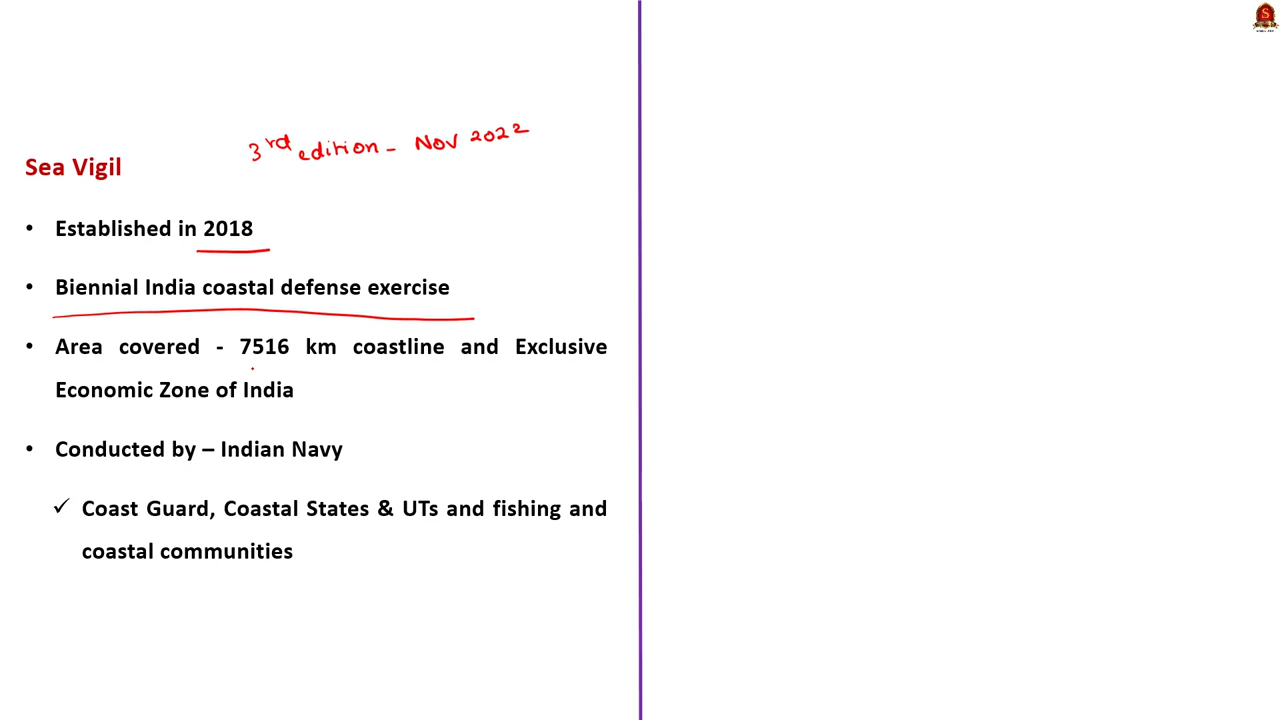 3rd edition - Nov 2022
Sea Vigil
• Established in 2018
• Biennial India coastal defense exercise
• Area covered - 7516 km coastline and Exclusive
Economic Zone of India
• Conducted by – Indian Navy
✓ Coast Guard, Coastal States & UTs and fishing and
coastal communities